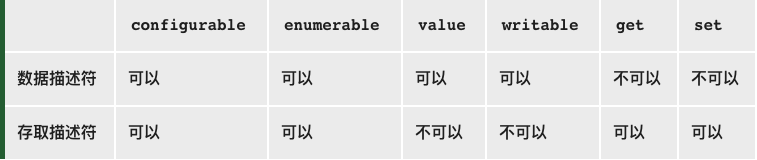 configurable enumerable value writable get set
数据描述符 可以 可以 可以 可以 不可以 不可以
存取描述符 可以 可以 不可以 不可以 可以 可以